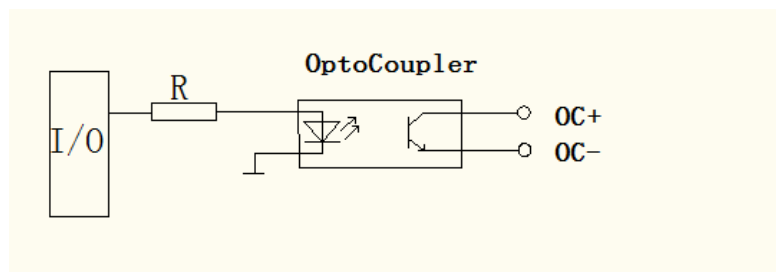 OptoCoupler
R
I/O
OC+
OC-